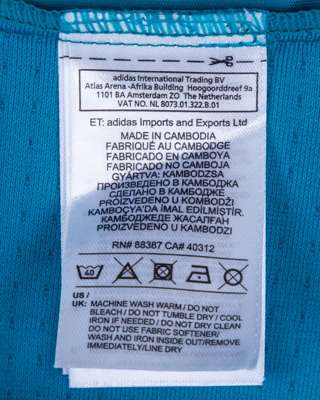 adidas International Trading BV
Atlas Arena -Afrika Building Hoogoorddreef 9a
1101 BA Amsterdam ZO The Netherlands
VAT NO. NL 8073.01.322.B.01
ET: adidas Imports and Exports Ltd
MADE IN CAMBODIA
FABRIQUÉ AU CAMBODGE
FABRICADO EN CAMBOYA
FABRICADO NO CAMBOJA
GYÁRTVA: KAMBODZSA
ПРОИЗВЕДЕНО В КАМБОДЖА
СДЕЛАНО В КАМБОДЖЕ
PROIZVEDENO U KOMBODŽI
KAMBOÇYA'DA İMAL EDİLMİŞTİR.
КАМБОДЖЕДЕ ЖАСАЛҒАН
PROIZVEDENO U KAMBODŽI
RN# 88387 CA# 40312
40
US /
UK: MACHINE WASH WARM / DO NOT
BLEACH / DO NOT TUMBLE DRY / COOL
IRON IF NEEDED / DO NOT DRY CLEAN
DO NOT USE FABRIC SOFTENER/
WASH AND IRON INSIDE OUT/REMOVE
IMMEDIATELY/LINE DRY